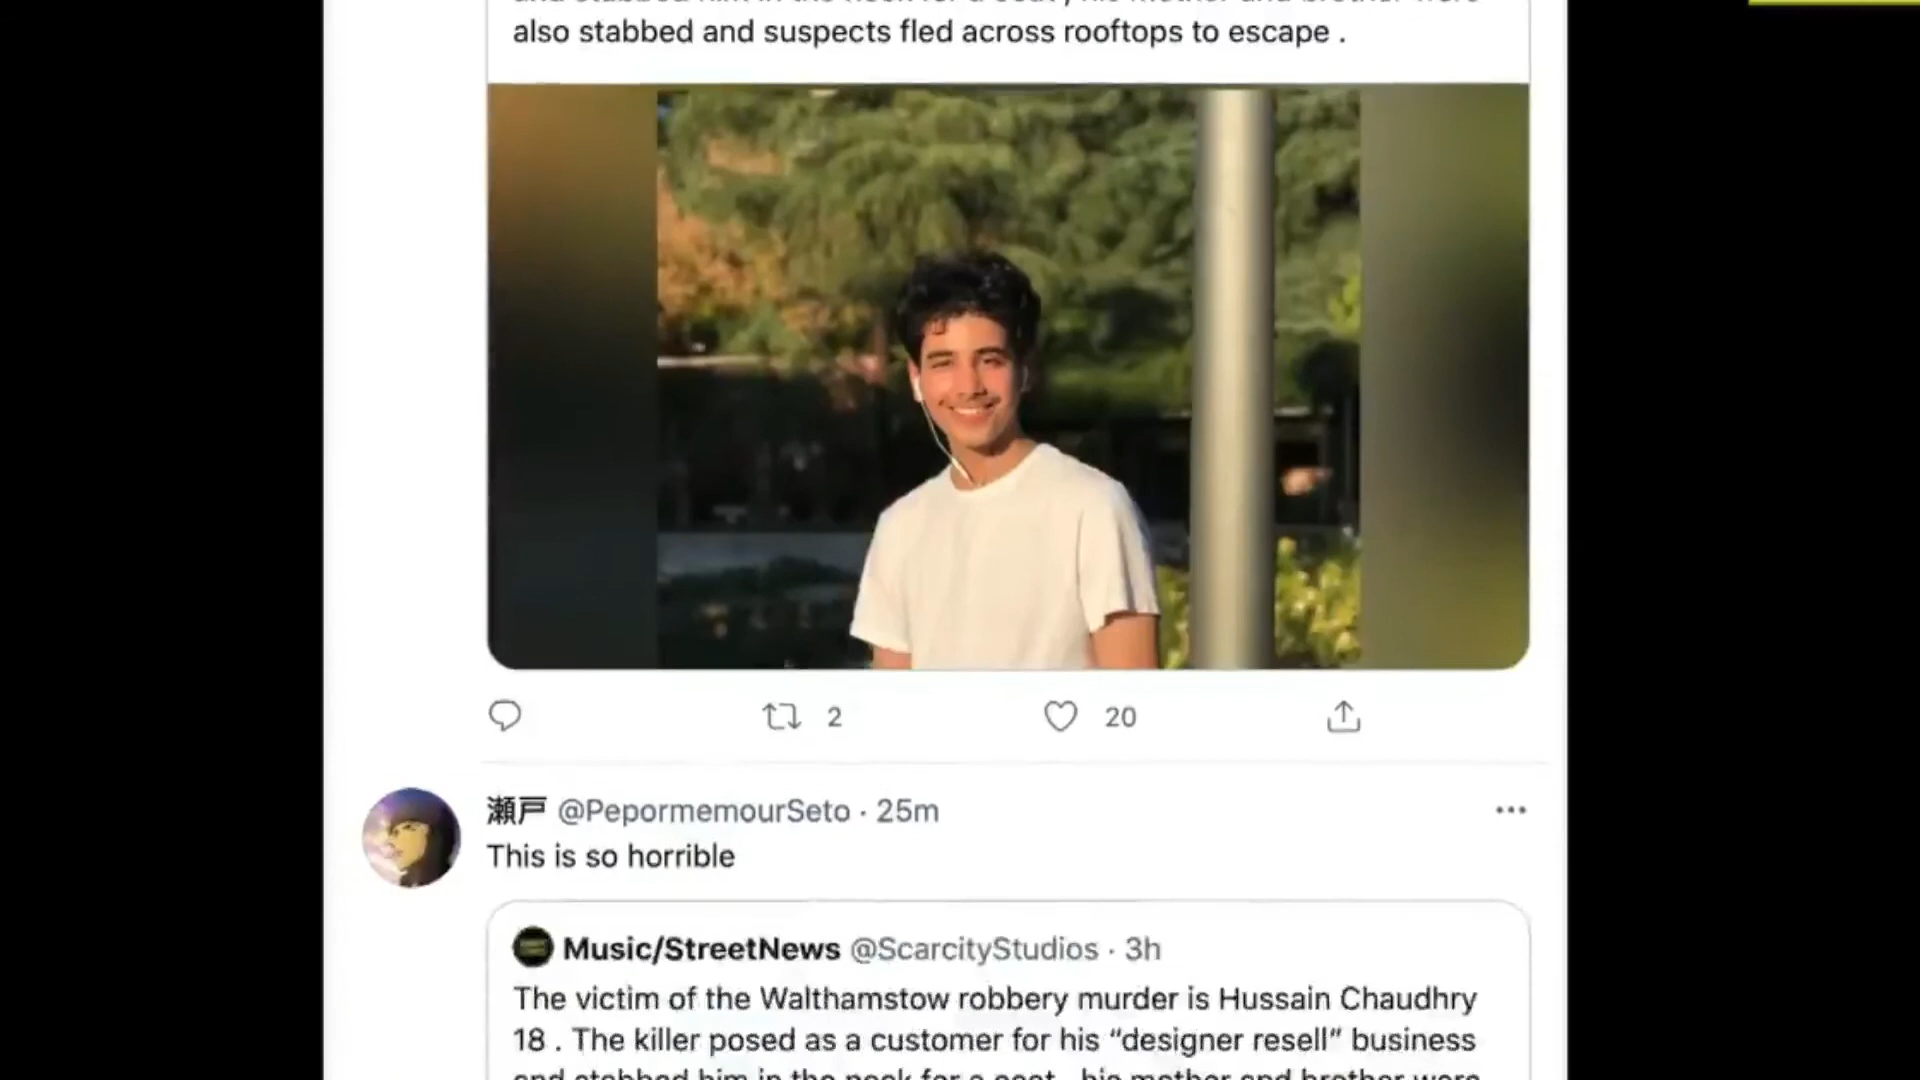 also stabbed and suspects fled across rooftops to escape .
2
20
瀬戸 @PepormemourSeto · 25m
This is so horrible
Music/StreetNews @ScarcityStudios · 3h
The victim of the Walthamstow robbery murder is Hussain Chaudhry
18 . The killer posed as a customer for his “designer resell” business